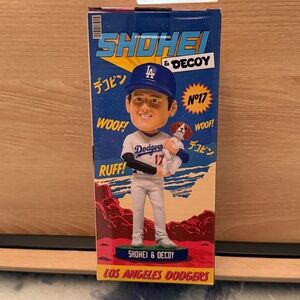 SHOHEI
& DECOY
デコピン
Nº17
WOOF!
WOOF!
デコピン
RUFF!
LA
Dodgers
17
SHOHEI & DECOY
LOS ANGELES DODGERS